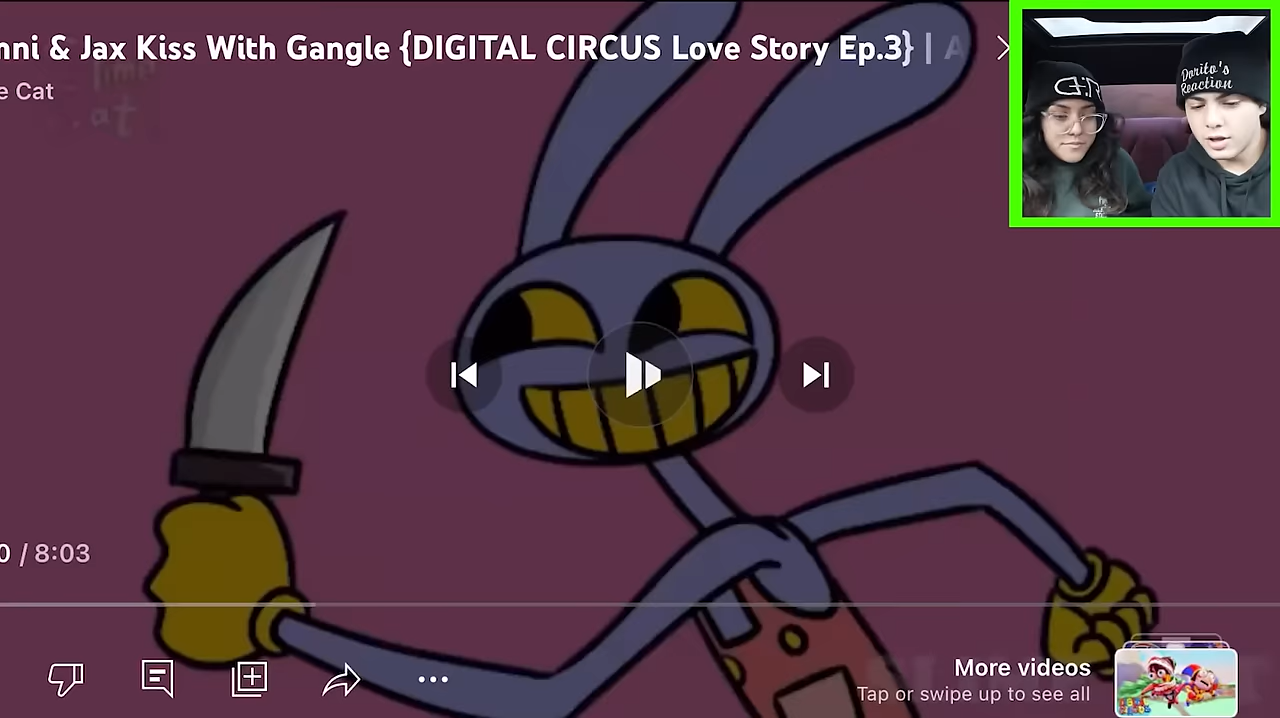 nni & Jax Kiss With Gangle {DIGITAL CIRCUS Love Story Ep.3} | A
e Cat
Dorito's
Reaction
0 / 8:03
More videos
Tap or swipe up to see all